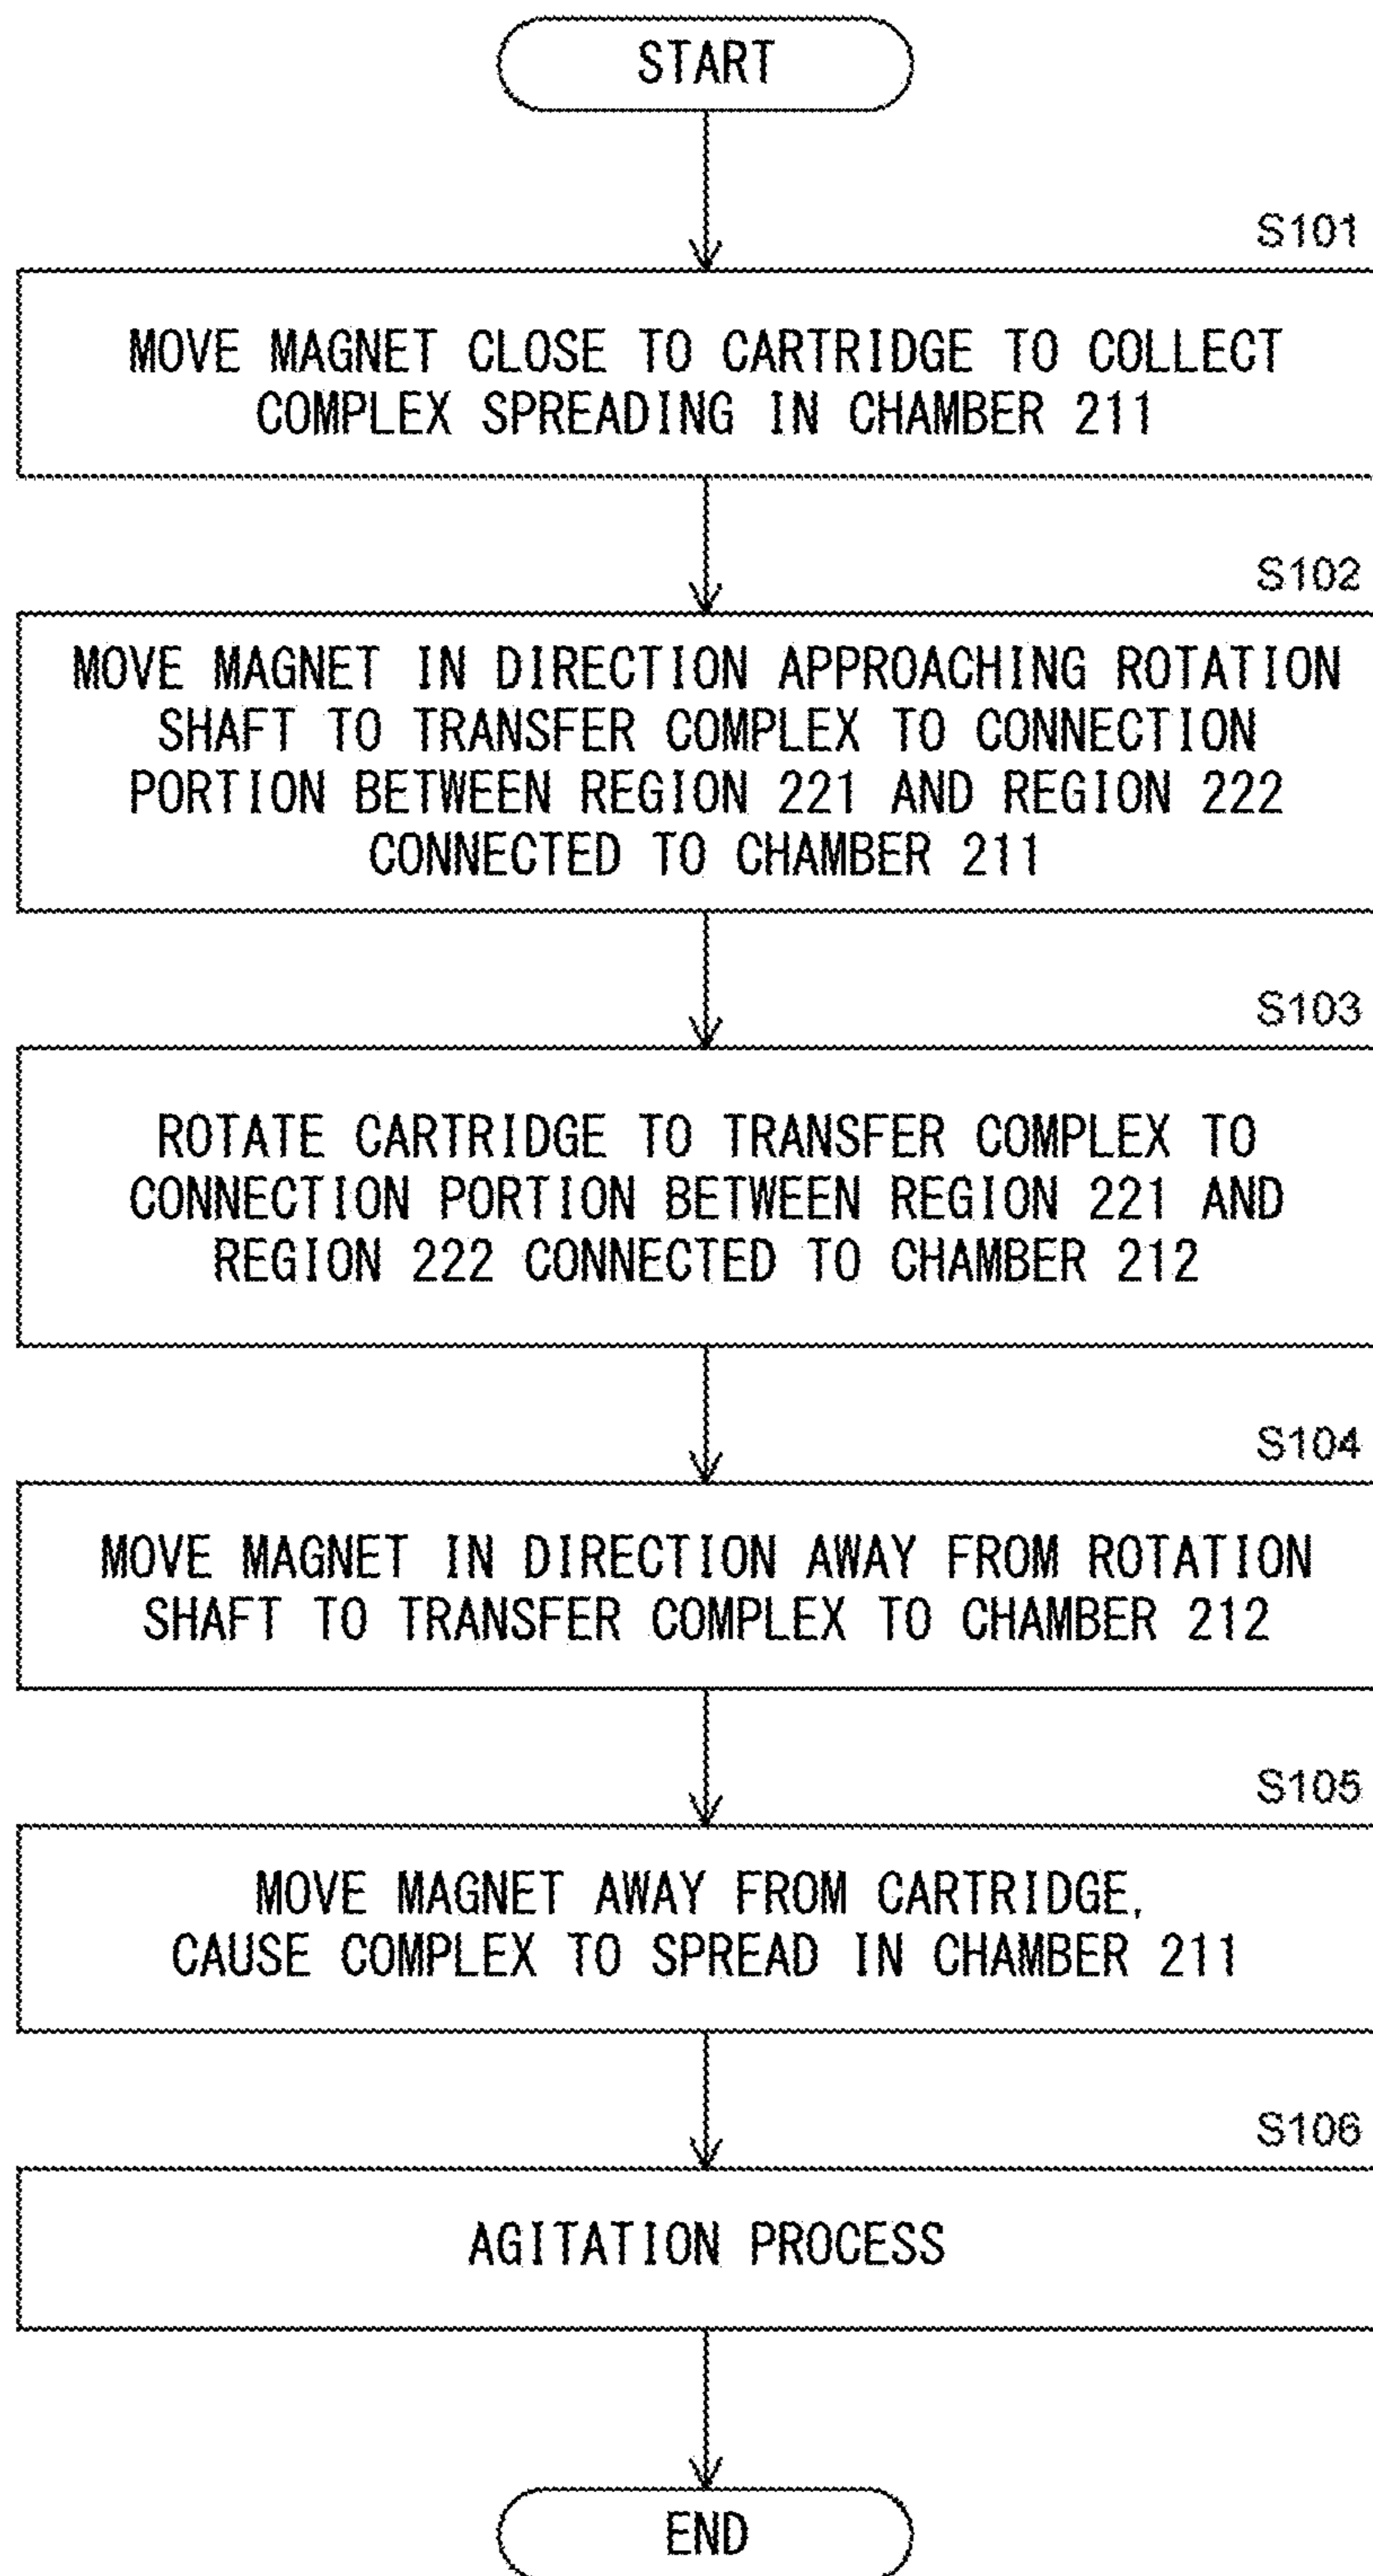 START
S101
MOVE MAGNET CLOSE TO CARTRIDGE TO COLLECT
COMPLEX SPREADING IN CHAMBER 211
S102
MOVE MAGNET IN DIRECTION APPROACHING ROTATION
SHAFT TO TRANSFER COMPLEX TO CONNECTION
PORTION BETWEEN REGION 221 AND REGION 222
CONNECTED TO CHAMBER 211
S103
ROTATE CARTRIDGE TO TRANSFER COMPLEX TO
CONNECTION PORTION BETWEEN REGION 221 AND
REGION 222 CONNECTED TO CHAMBER 212
S104
MOVE MAGNET IN DIRECTION AWAY FROM ROTATION
SHAFT TO TRANSFER COMPLEX TO CHAMBER 212
S105
MOVE MAGNET AWAY FROM CARTRIDGE,
CAUSE COMPLEX TO SPREAD IN CHAMBER 211
S106
AGITATION PROCESS
END